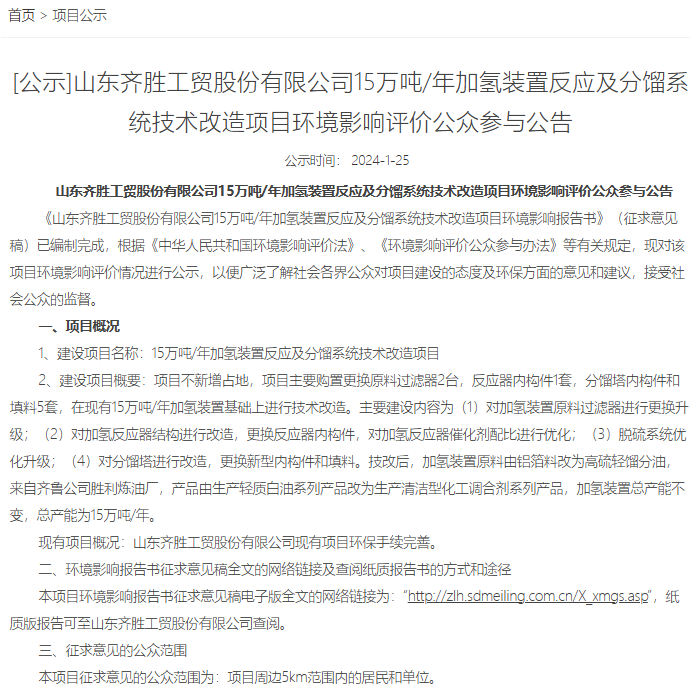 首页 > 项目公示
[公示]山东齐胜工贸股份有限公司15万吨/年加氢装置反应及分馏系
统技术改造项目环境影响评价公众参与公告
公示时间： 2024-1-25
山东齐胜工贸股份有限公司15万吨/年加氢装置反应及分馏系统技术改造项目环境影响评价公众参与公告
《山东齐胜工贸股份有限公司15万吨/年加氢装置反应及分馏系统技术改造项目环境影响报告书》（征求意见
稿）已编制完成，根据《中华人民共和国环境影响评价法》、《环境影响评价公众参与办法》等有关规定，现对该
项目环境影响评价情况进行公示，以便广泛了解社会各界公众对项目建设的态度及环保方面的意见和建议，接受社
会公众的监督。
一、项目概况
1、建设项目名称：15万吨/年加氢装置反应及分馏系统技术改造项目
2、建设项目概要：项目不新增占地，项目主要购置更换原料过滤器2台，反应器内构件1套，分馏塔内构件和
填料5套，在现有15万吨/年加氢装置基础上进行技术改造。主要建设内容为（1）对加氢装置原料过滤器进行更换升
级；（2）对加氢反应器结构进行改造，更换反应器内构件，对加氢反应器催化剂配比进行优化；（3）脱硫系统优
化升级；（4）对分馏塔进行改造，更换新型内构件和填料。技改后，加氢装置原料由铝箔料改为高硫轻馏分油，
来自齐鲁公司胜利炼油厂，产品由生产轻质白油系列产品改为生产清洁型化工调合剂系列产品，加氢装置总产能不
变，总产能为15万吨/年。
现有项目概况：山东齐胜工贸股份有限公司现有项目环保手续完善。
二、环境影响报告书征求意见稿全文的网络链接及查阅纸质报告书的方式和途径
本项目环境影响报告书征求意见稿电子版全文的网络链接为：“http://zlh.sdmeiling.com.cn/X_xmgs.asp”，纸
质版报告可至山东齐胜工贸股份有限公司查阅。
三、征求意见的公众范围
本项目征求意见的公众范围为：项目周边5km范围内的居民和单位。